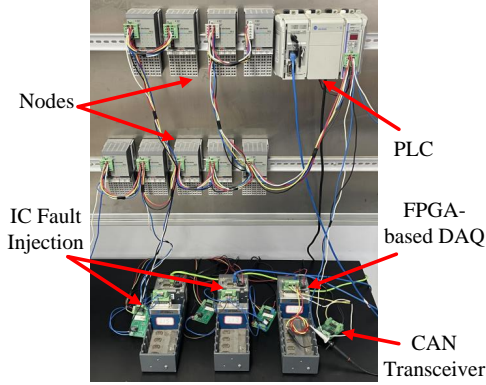 Nodes
PLC
IC Fault
Injection
FPGA-
based DAQ
CAN
Transceiver